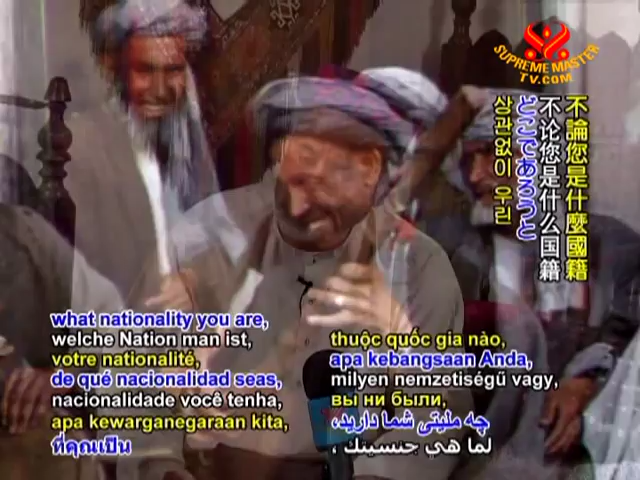 SUPREME MASTER
TV.COM
不論您是什麼國籍
不论您是什么国籍
どこであろうと
상관없이 우린
what nationality you are,
welche Nation man ist,
votre nationalité,
de qué nacionalidad seas,
nacionalidade você tenha,
apa kewarganegaraan kita,
ที่คุณเป็น
thuộc quốc gia nào,
apa kebangsaan Anda,
milyen nemzetiségű vagy,
вы ни были,
چه ملیتی شما دارید،
لما هي جنسيتك ،